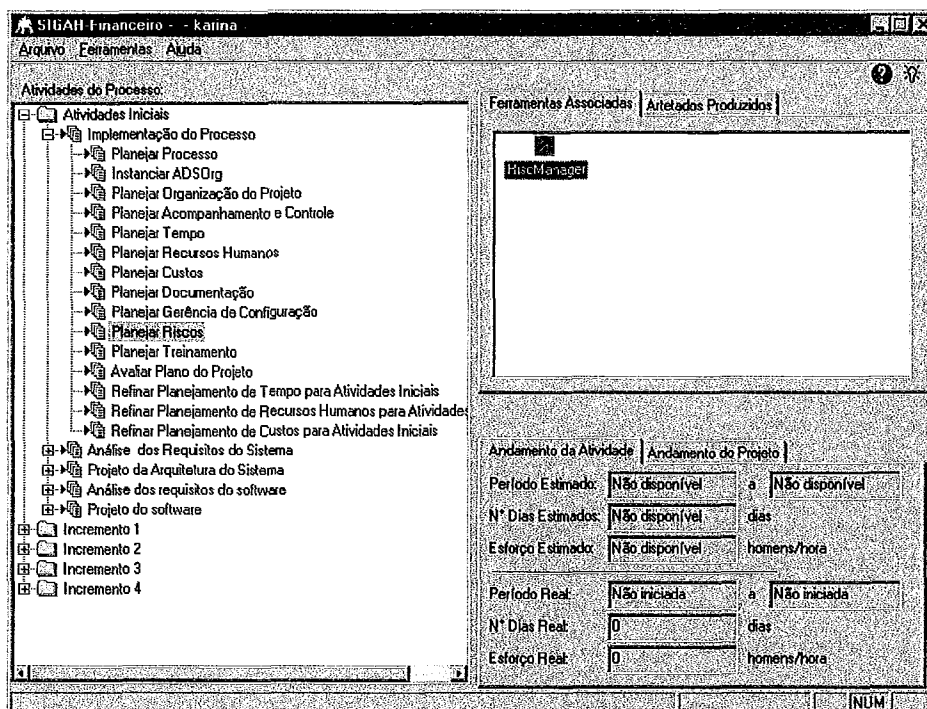 SIGAH-Financeiro - - karina
Arquivo Ferramentas Ajuda
Atividades do Processo:
Atividades Iniciais
Implementação do Processo
Planejar Processo
Instanciar ADSOrg
Planejar Organização do Projeto
Planejar Acompanhamento e Controle
Planejar Tempo
Planejar Recursos Humanos
Planejar Custos
Planejar Documentação
Planejar Gerência de Configuração
Planejar Riscos
Planejar Treinamento
Avaliar Plano do Projeto
Refinar Planejamento de Tempo para Atividades Iniciais
Refinar Planejamento de Recursos Humanos para Atividades
Refinar Planejamento de Custos para Atividades Iniciais
Análise dos Requisitos do Sistema
Projeto da Arquitetura do Sistema
Análise dos requisitos do software
Projeto do software
Incremento 1
Incremento 2
Incremento 3
Incremento 4
Ferramentas Associadas Artefatos Produzidos
RiscManager
Andamento da Atividade Andamento do Projeto
Período Estimado: Não disponível a Não disponível
N° Dias Estimados: Não disponível dias
Esforço Estimado: Não disponível homens/hora
Período Real: Não iniciada a Não iniciada
N° Dias Real: 0 dias
Esforço Real: 0 homens/hora
NUM